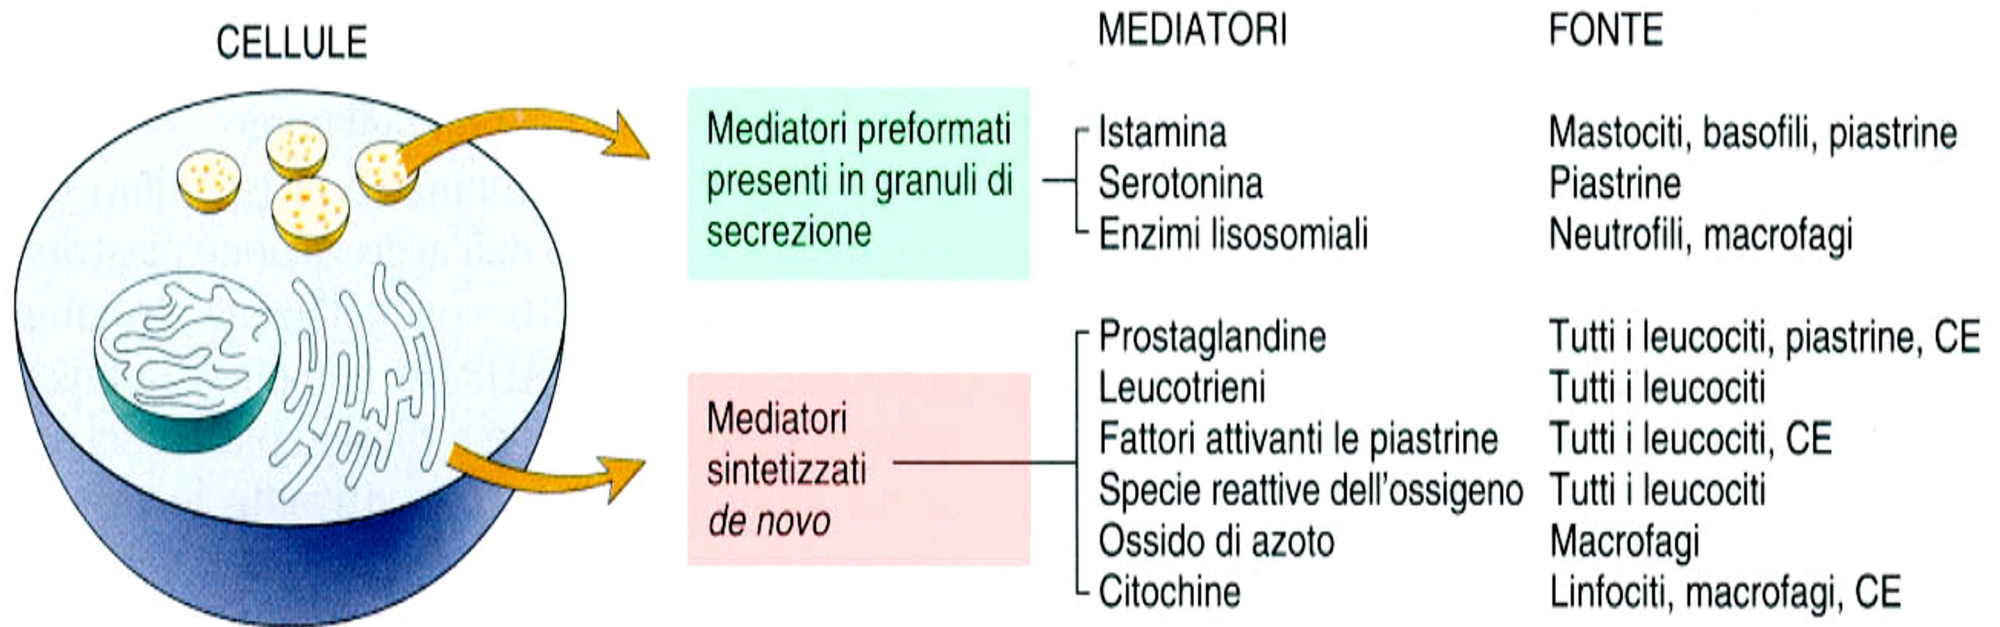 CELLULE
MEDIATORI FONTE
Mediatori preformati
presenti in granuli di
secrezione
Istamina Mastociti, basofili, piastrine
Serotonina Piastrine
Enzimi lisosomiali Neutrofili, macrofagi
Mediatori
sintetizzati
de novo
Prostaglandine Tutti i leucociti, piastrine, CE
Leucotrieni Tutti i leucociti
Fattori attivanti le piastrine Tutti i leucociti, CE
Specie reattive dell'ossigeno Tutti i leucociti
Ossido di azoto Macrofagi
Citochine Linfociti, macrofagi, CE